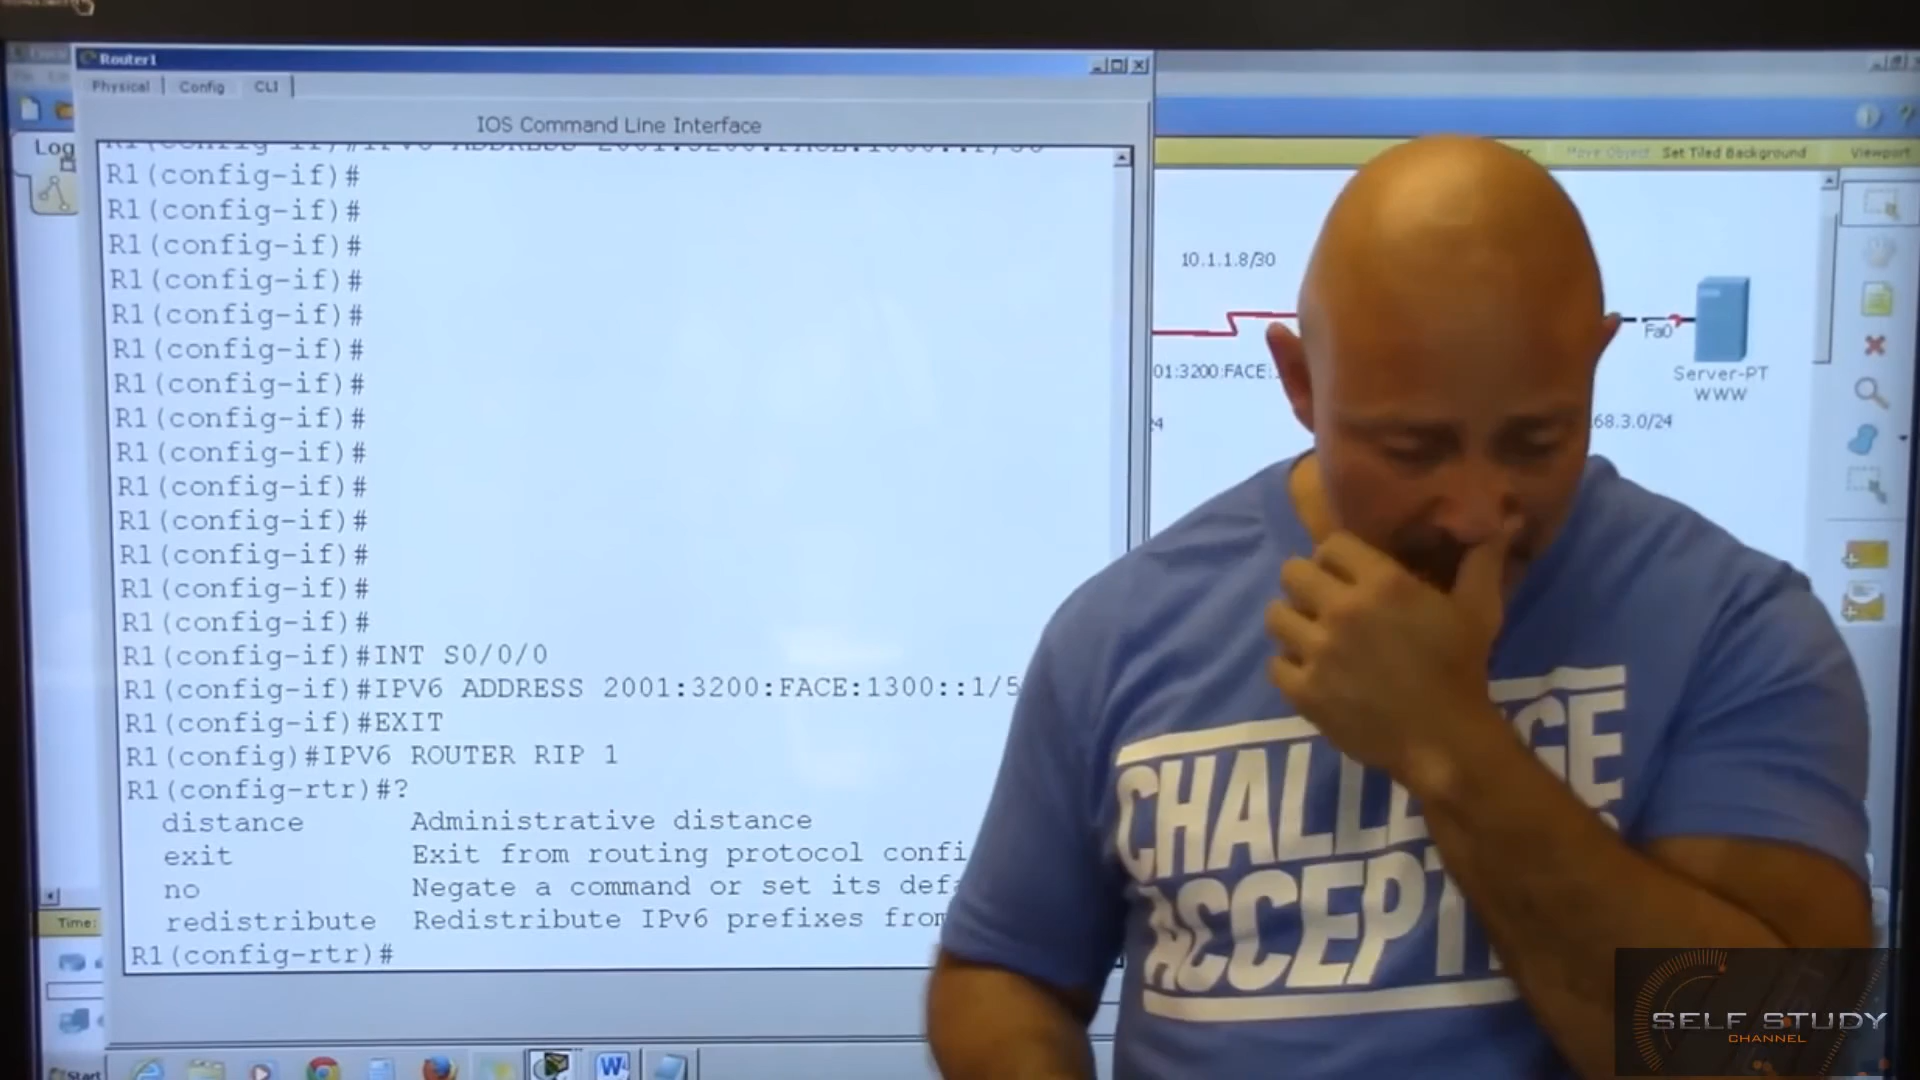 Router1
Physical
Config
CLI
IOS Command Line Interface
Log
R1(config-if)#
R1(config-if)#
R1(config-if)#
R1(config-if)#
R1(config-if)#
R1(config-if)#
R1(config-if)#
R1(config-if)#
R1(config-if)#
R1(config-if)#
R1(config-if)#
R1(config-if)#
R1(config-if)#
R1(config-if)#
R1(config-if)#INT S0/0/0
R1(config-if)#IPV6 ADDRESS 2001:3200:FACE:1300::1/5
R1(config-if)#EXIT
R1(config)#IPV6 ROUTER RIP 1
R1(config-rtr)#?
distance Administrative distance
exit Exit from routing protocol confi
no Negate a command or set its defa
redistribute Redistribute IPv6 prefixes from
R1(config-rtr)#
Time:
Start
Move Object
Set Tiled Background
Viewport
10.1.1.8/30
01:3200:FACE:
Fa0
Server-PT
WWW
68.3.0/24
CHALL GE
ACCEPT
SELF STUDY
CHANNEL